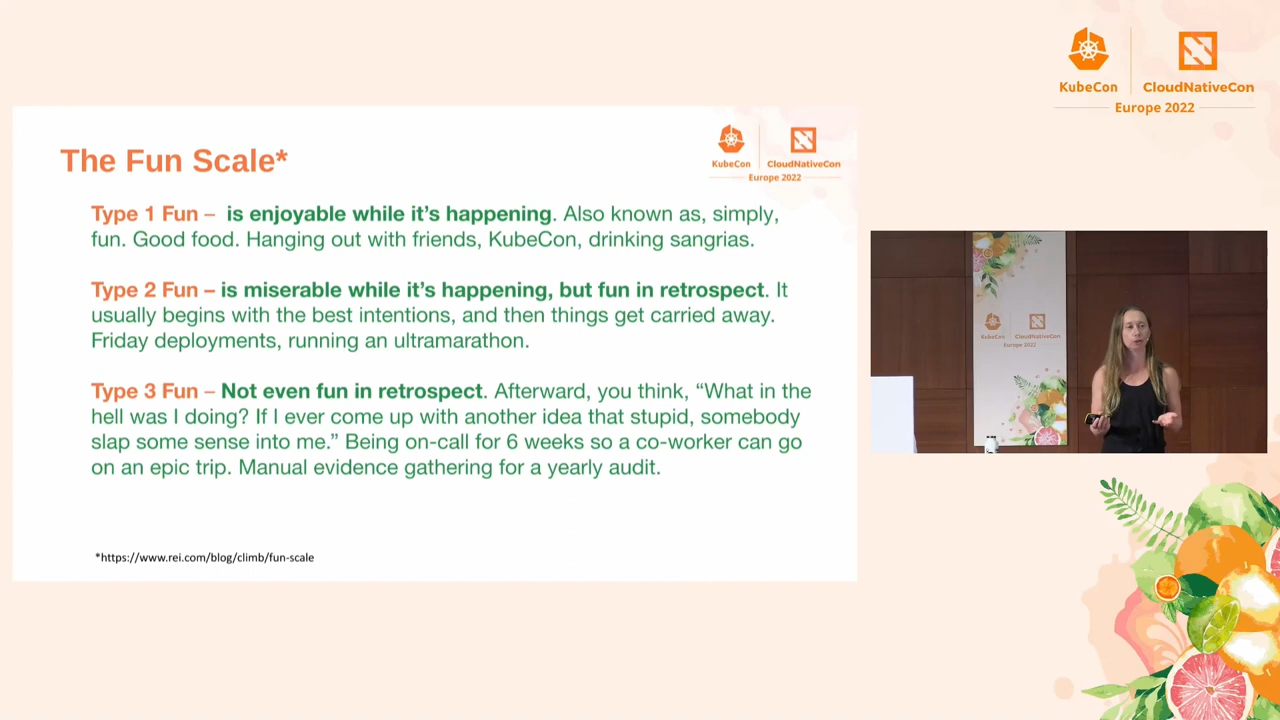 KubeCon
CloudNativeCon
Europe 2022
The Fun Scale*
KubeCon
CloudNativeCon
Europe 2022
Type 1 Fun – is enjoyable while it’s happening. Also known as, simply,
fun. Good food. Hanging out with friends, KubeCon, drinking sangrias.
Type 2 Fun – is miserable while it’s happening, but fun in retrospect. It
usually begins with the best intentions, and then things get carried away.
Friday deployments, running an ultramarathon.
Type 3 Fun – Not even fun in retrospect. Afterward, you think, “What in the
hell was I doing? If I ever come up with another idea that stupid, somebody
slap some sense into me.” Being on-call for 6 weeks so a co-worker can go
on an epic trip. Manual evidence gathering for a yearly audit.
*https://www.rei.com/blog/climb/fun-scale
KubeCon
CloudNativeCon
Europe 2022